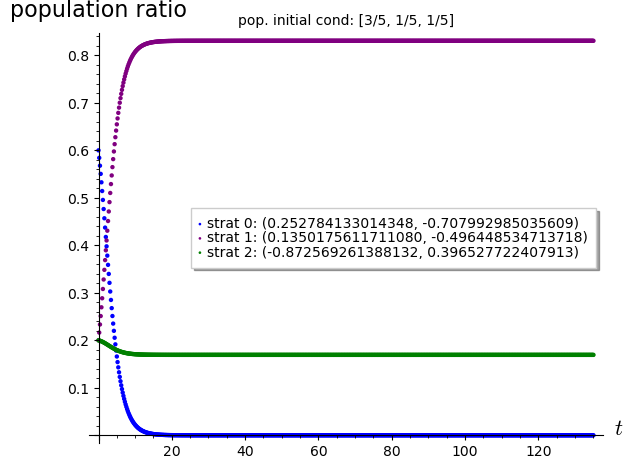 population ratio
pop. initial cond: [3/5, 1/5, 1/5]
0.8
0.7
0.6
0.5
0.4
0.3
0.2
0.1
strat 0: (0.252784133014348, -0.707992985035609)
strat 1: (0.1350175611711080, -0.496448534713718)
strat 2: (-0.872569261388132, 0.396527722407913)
20
40
60
80
100
120
t